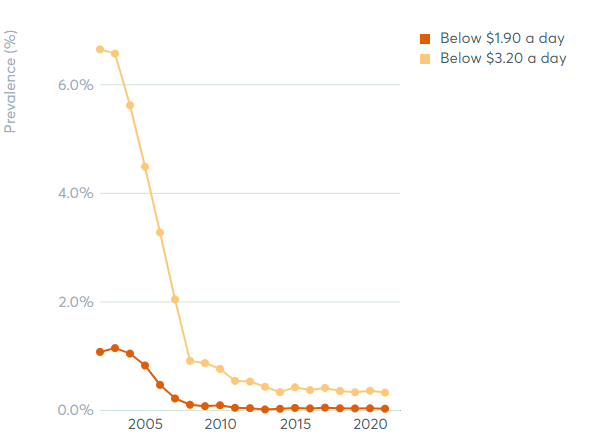 Prevalence (%)
Below $1.90 a day
Below $3.20 a day
6.0%
4.0%
2.0%
0.0%
2005 2010 2015 2020